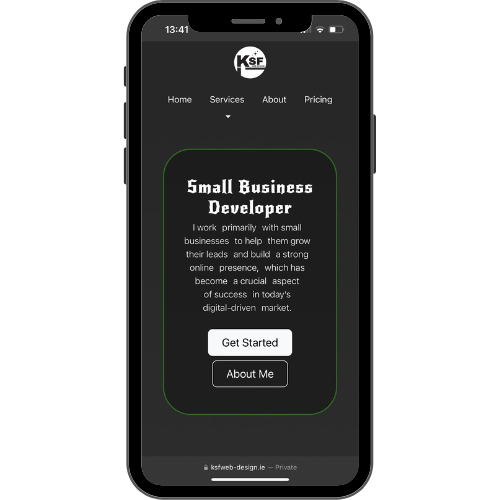 13:41
KSF
Home Services About Pricing
Small Business
Developer
I work primarily with small
businesses to help them grow
their leads and build a strong
online presence, which has
become a crucial aspect
of success in today's
digital-driven market.
Get Started
About Me
ksfweb-design.ie — Private